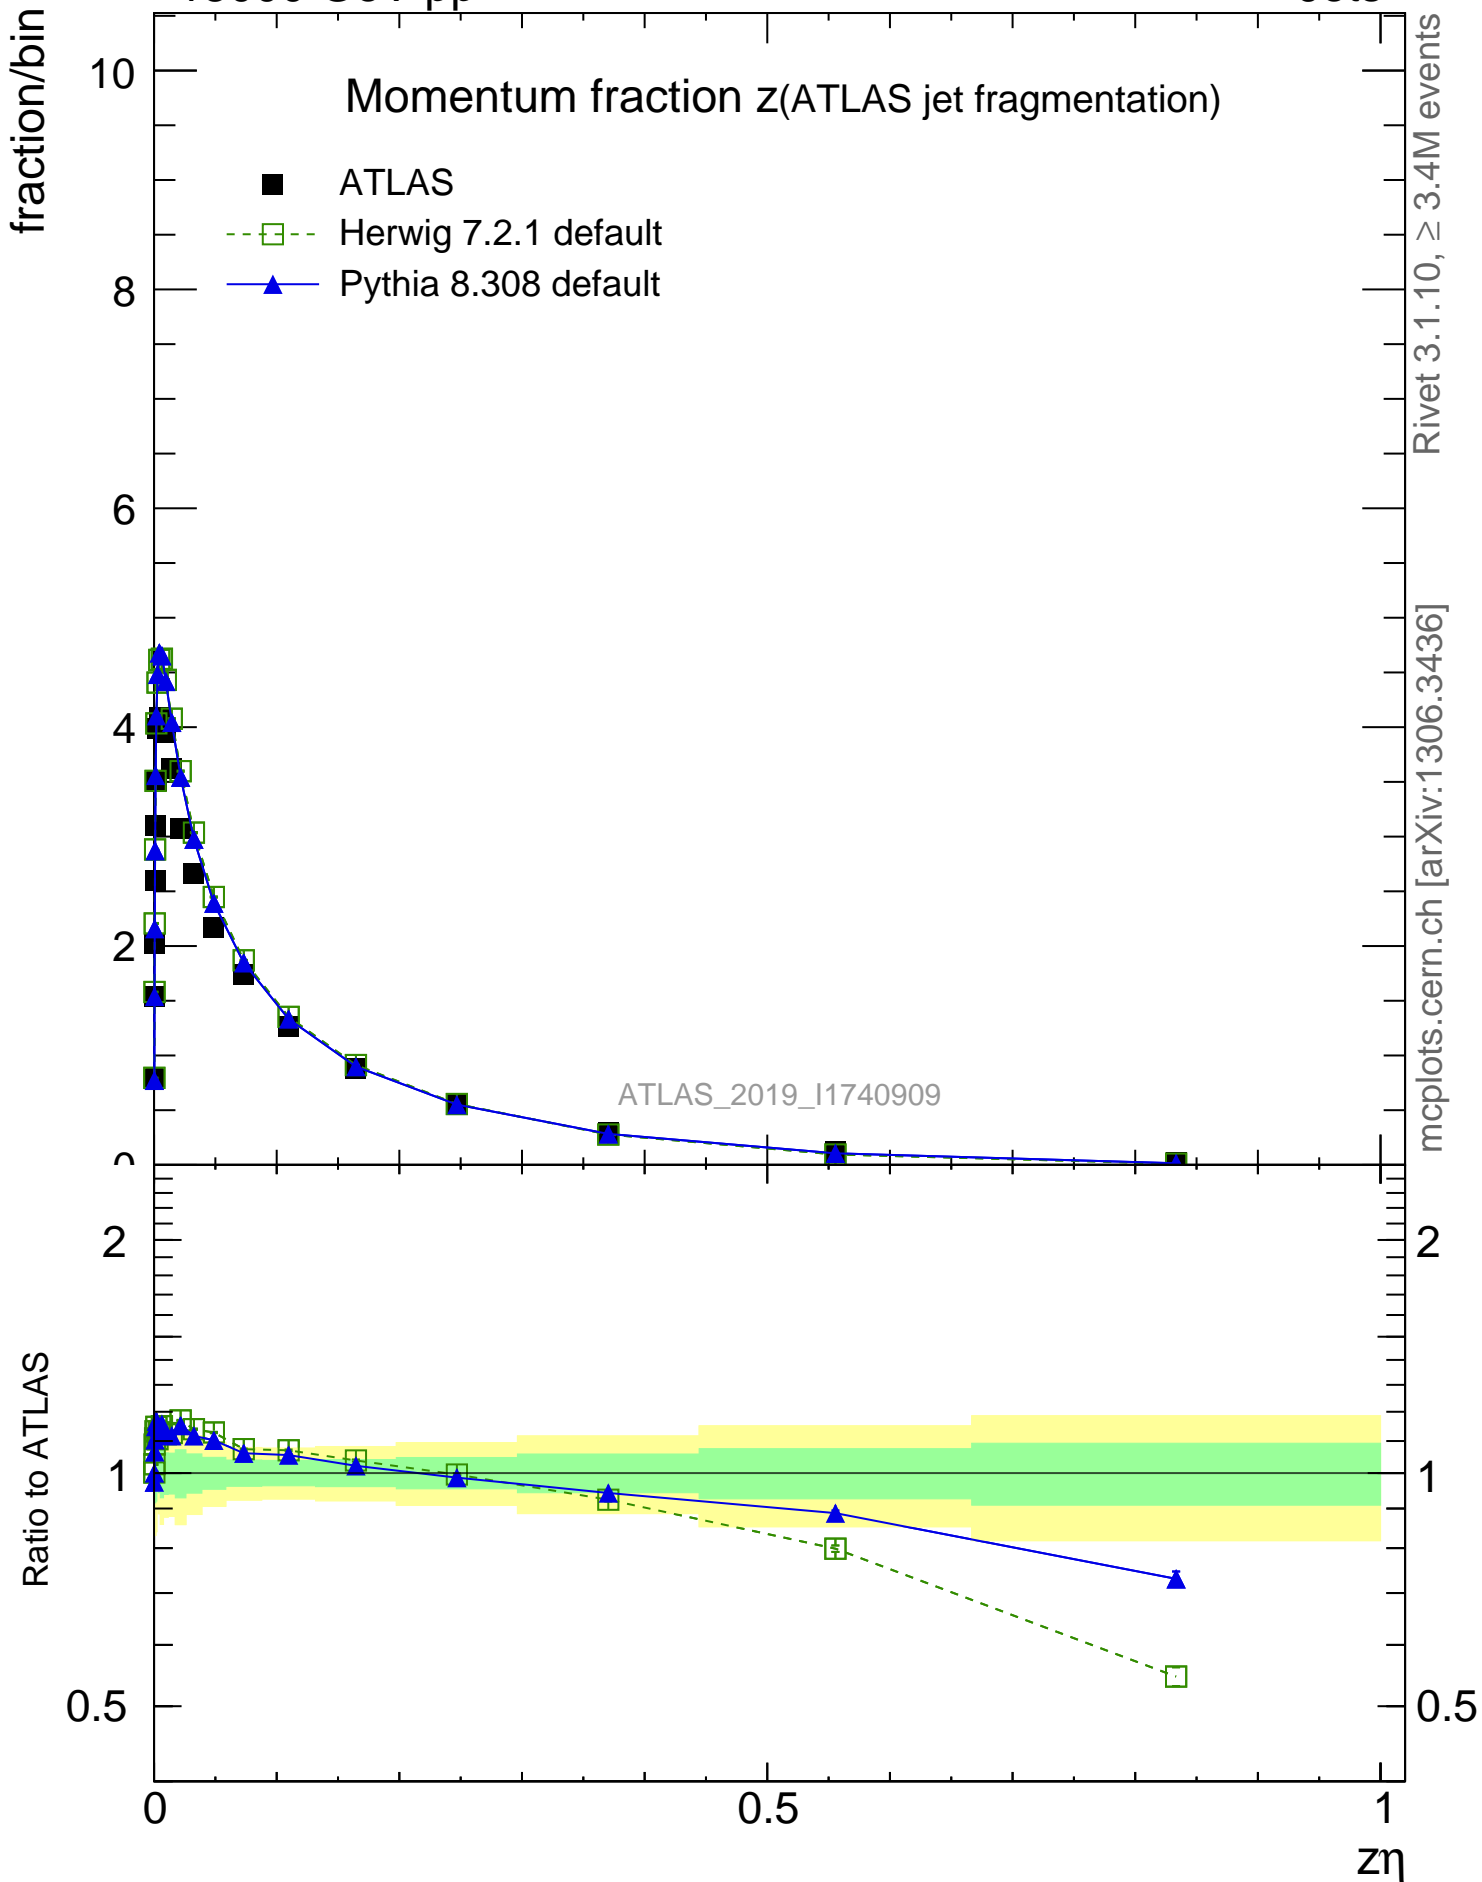 fraction/bin
Momentum fraction z(ATLAS jet fragmentation)
ATLAS
Herwig 7.2.1 default
Pythia 8.308 default
10
8
6
4
2
0
ATLAS_2019_I1740909
Rivet 3.1.10, ≥ 3.4M events
mcplots.cern.ch [arXiv:1306.3436]
Ratio to ATLAS
2
1
0.5
2
1
0.5
0
0.5
1
zη